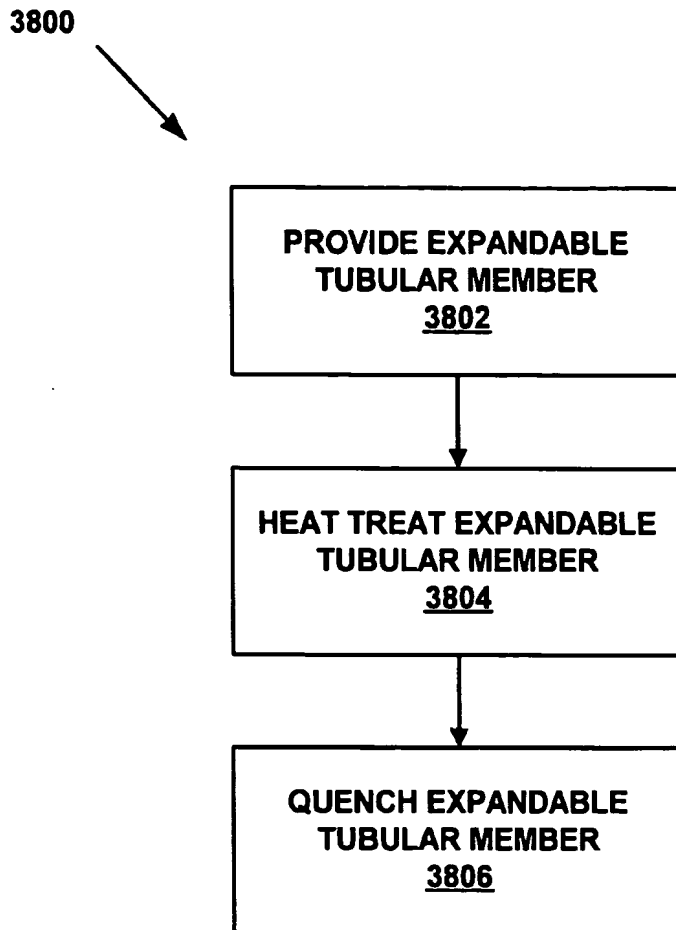 3800
PROVIDE EXPANDABLE
TUBULAR MEMBER
3802
HEAT TREAT EXPANDABLE
TUBULAR MEMBER
3804
QUENCH EXPANDABLE
TUBULAR MEMBER
3806